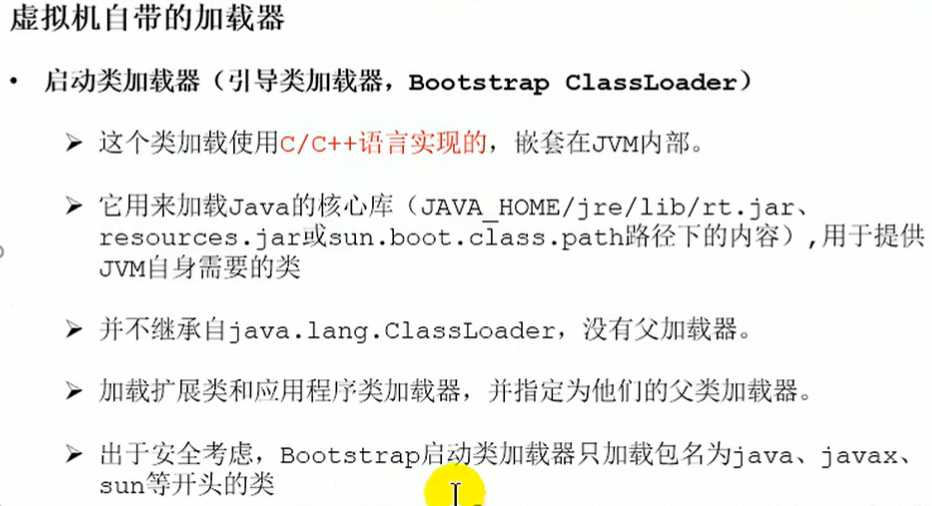 虚拟机自带的加载器
• 启动类加载器（引导类加载器，Bootstrap ClassLoader）
➢ 这个类加载使用C/C++语言实现的，嵌套在JVM内部。
➢ 它用来加载Java的核心库（JAVA_HOME/jre/lib/rt.jar、
resources.jar或sun.boot.class.path路径下的内容）,用于提供
JVM自身需要的类
➢ 并不继承自java.lang.ClassLoader，没有父加载器。
➢ 加载扩展类和应用程序类加载器，并指定为他们的父类加载器。
➢ 出于安全考虑，Bootstrap启动类加载器只加载包名为java、javax、
sun等开头的类